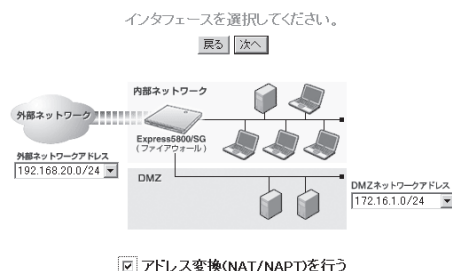 インタフェースを選択してください。
戻る 次へ
内部ネットワーク
外部ネットワーク
Express5800/SG
(ファイアウォール)
外部ネットワークアドレス
192.168.20.0/24
DMZ
DMZネットワークアドレス
172.16.1.0/24
アドレス変換(NAT/NAPT)を行う